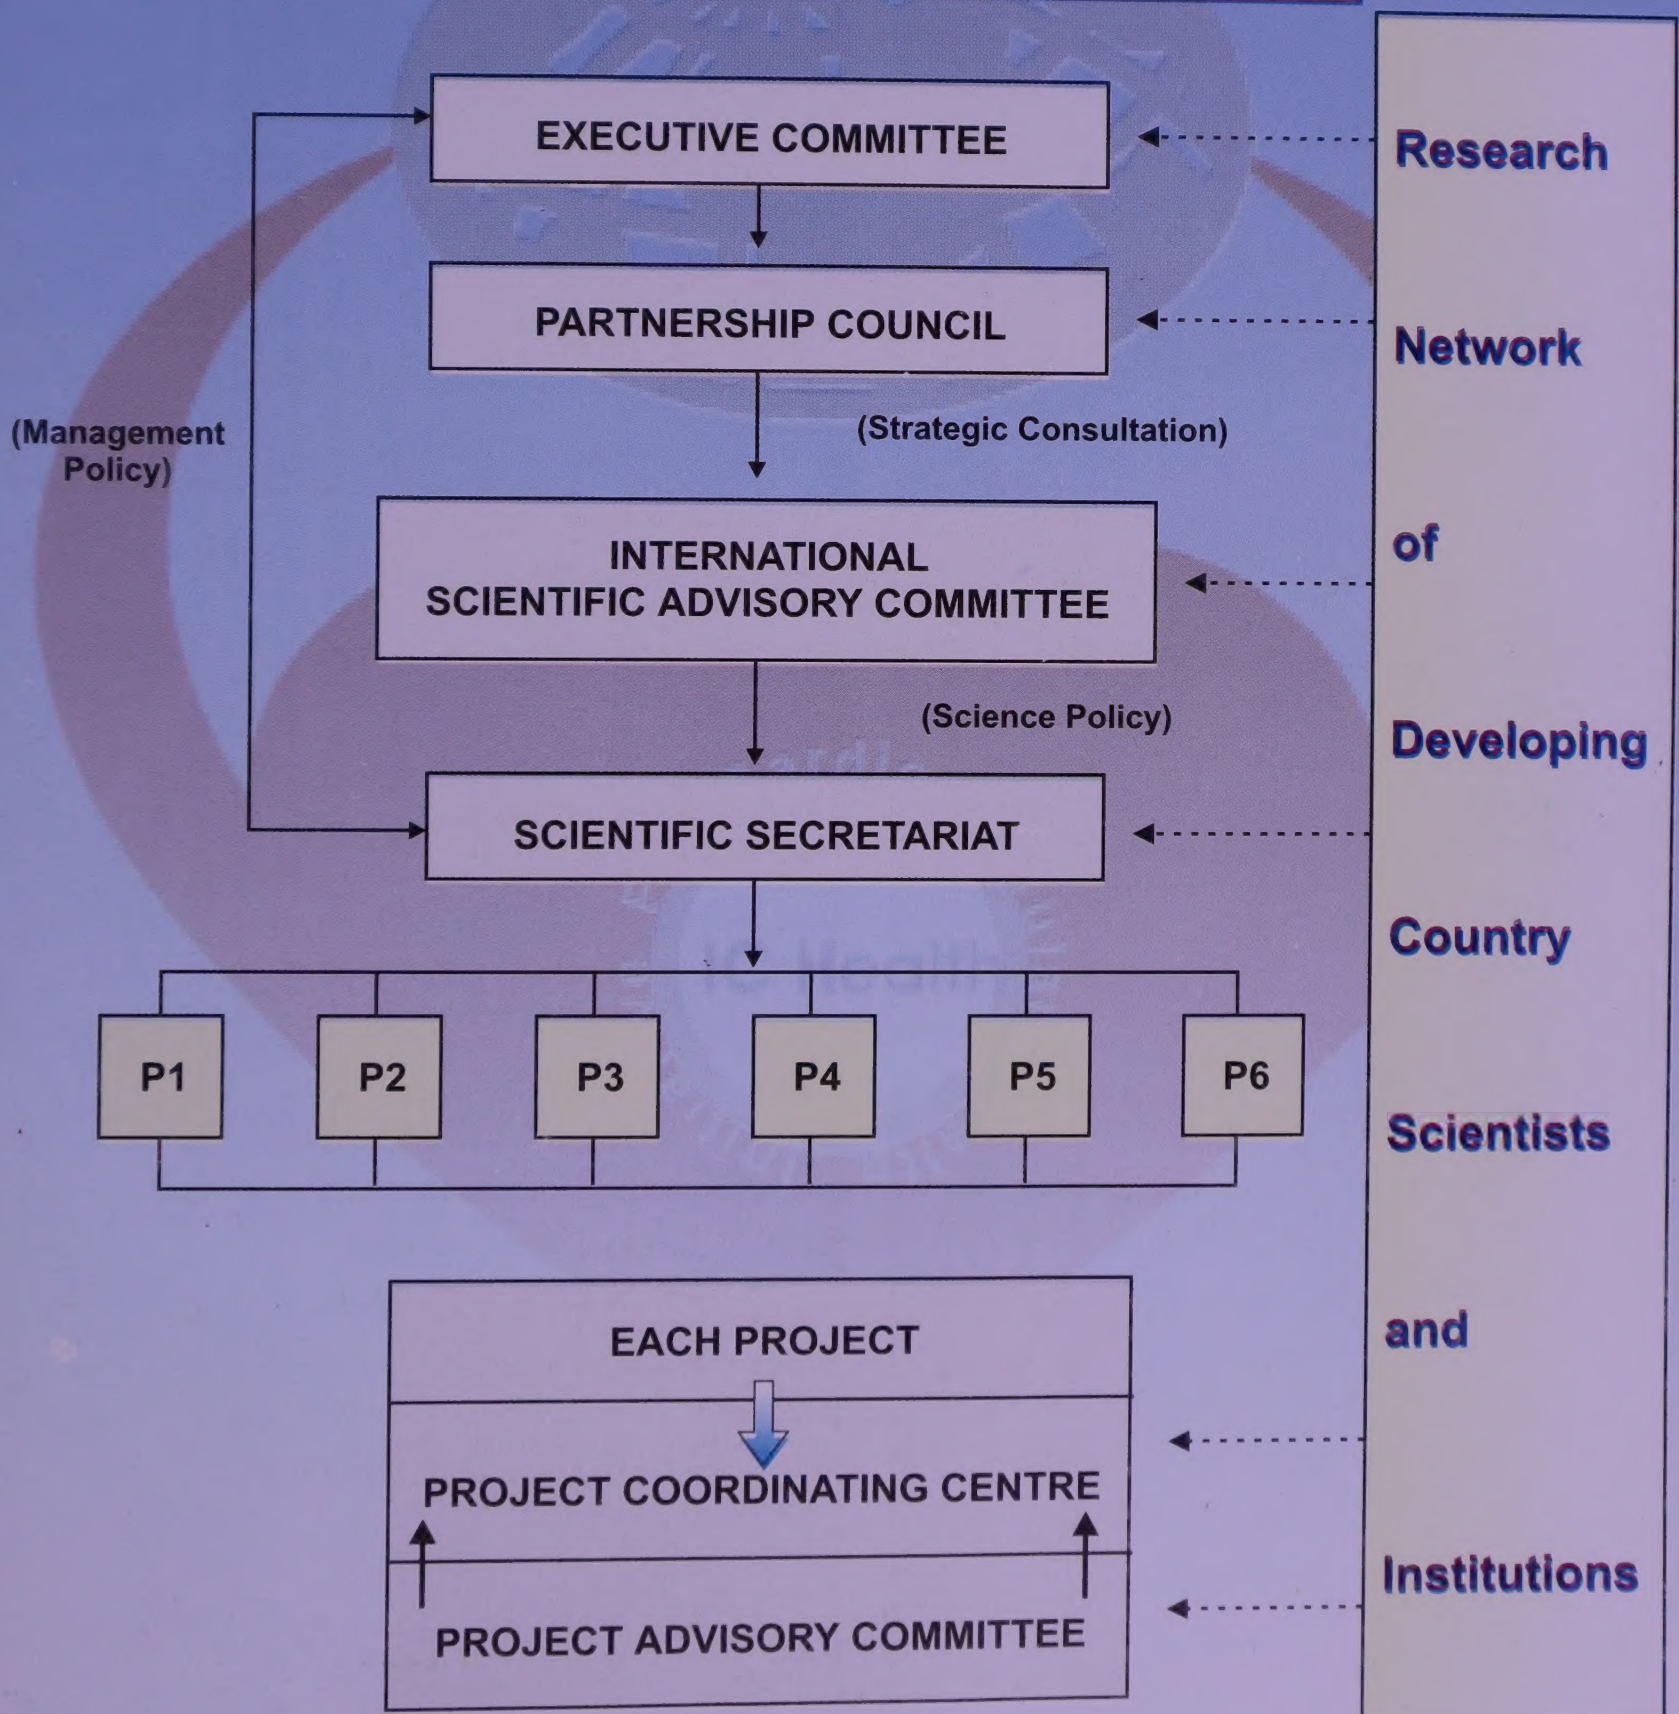 EXECUTIVE COMMITTEE
PARTNERSHIP COUNCIL
(Management
Policy)
(Strategic Consultation)
INTERNATIONAL
SCIENTIFIC ADVISORY COMMITTEE
(Science Policy)
SCIENTIFIC SECRETARIAT
IC Health
P1
P2
P3
P4
P5
P6
EACH PROJECT
PROJECT COORDINATING CENTRE
PROJECT ADVISORY COMMITTEE
Research
Network
of
Developing
Country
Scientists
and
Institutions